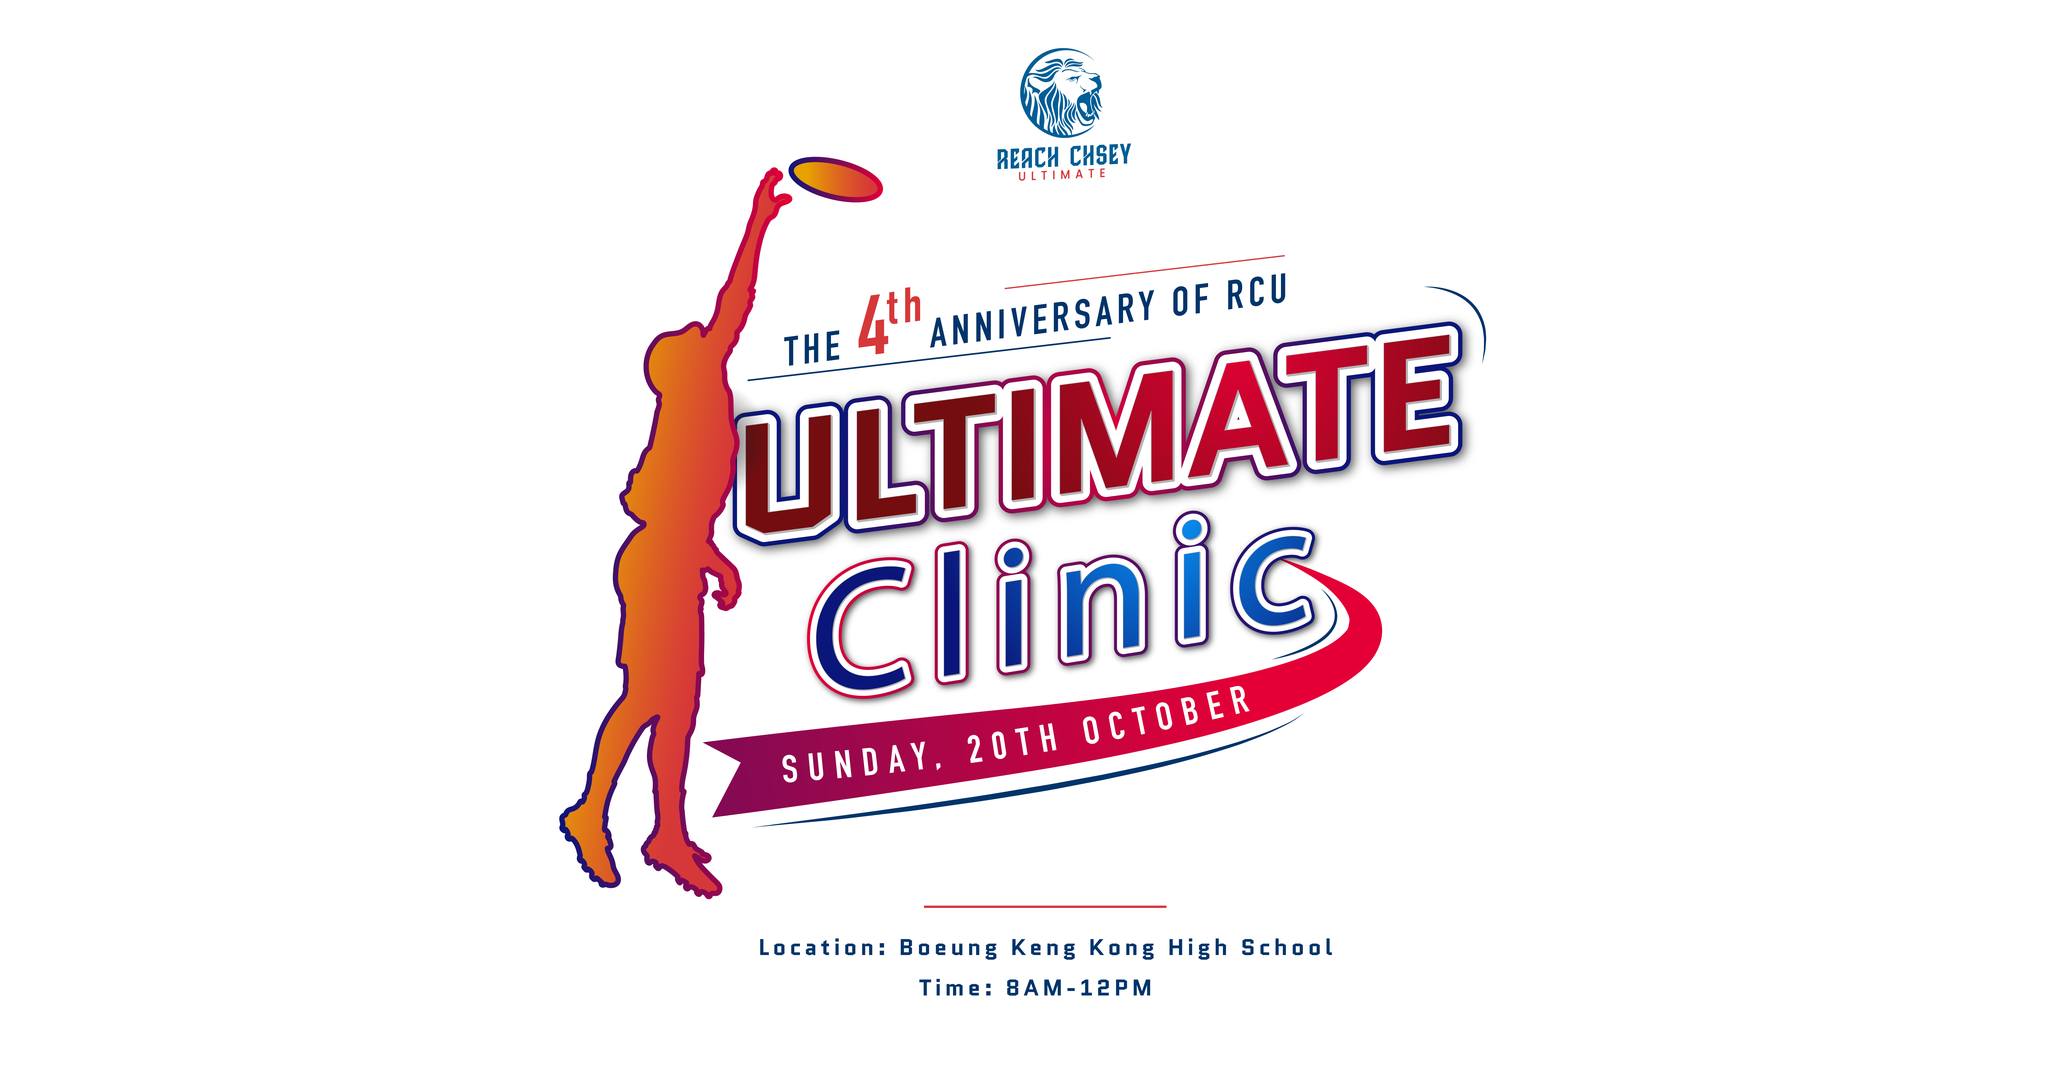 REACH CHSEY
ULTIMATE
THE 4th ANNIVERSARY OF RCU
ULTIMATE
Clinic
SUNDAY, 20TH OCTOBER
Location: Boeung Keng Kong High School
Time: 8AM-12PM